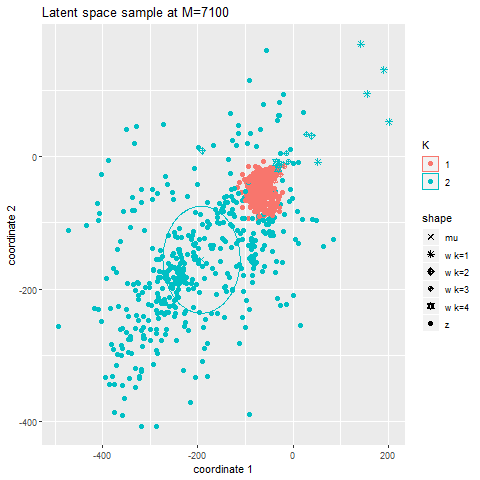 Latent space sample at M=7100
coordinate 2
0
-200
-400
-400
-200
0
200
coordinate 1
K
1
2
shape
mu
w k=1
w k=2
w k=3
w k=4
z